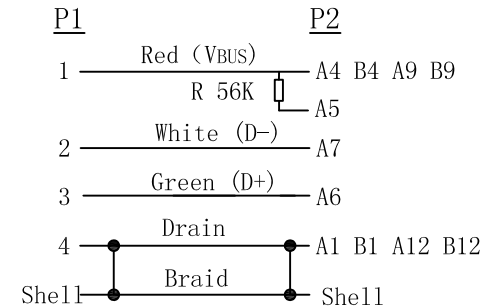 P1 P2
Red (VBUS)
1 A4 B4 A9 B9
R 56K
A5
White (D-)
2 A7
Green (D+)
3 A6
Drain
4 A1 B1 A12 B12
Braid
Shell Shell